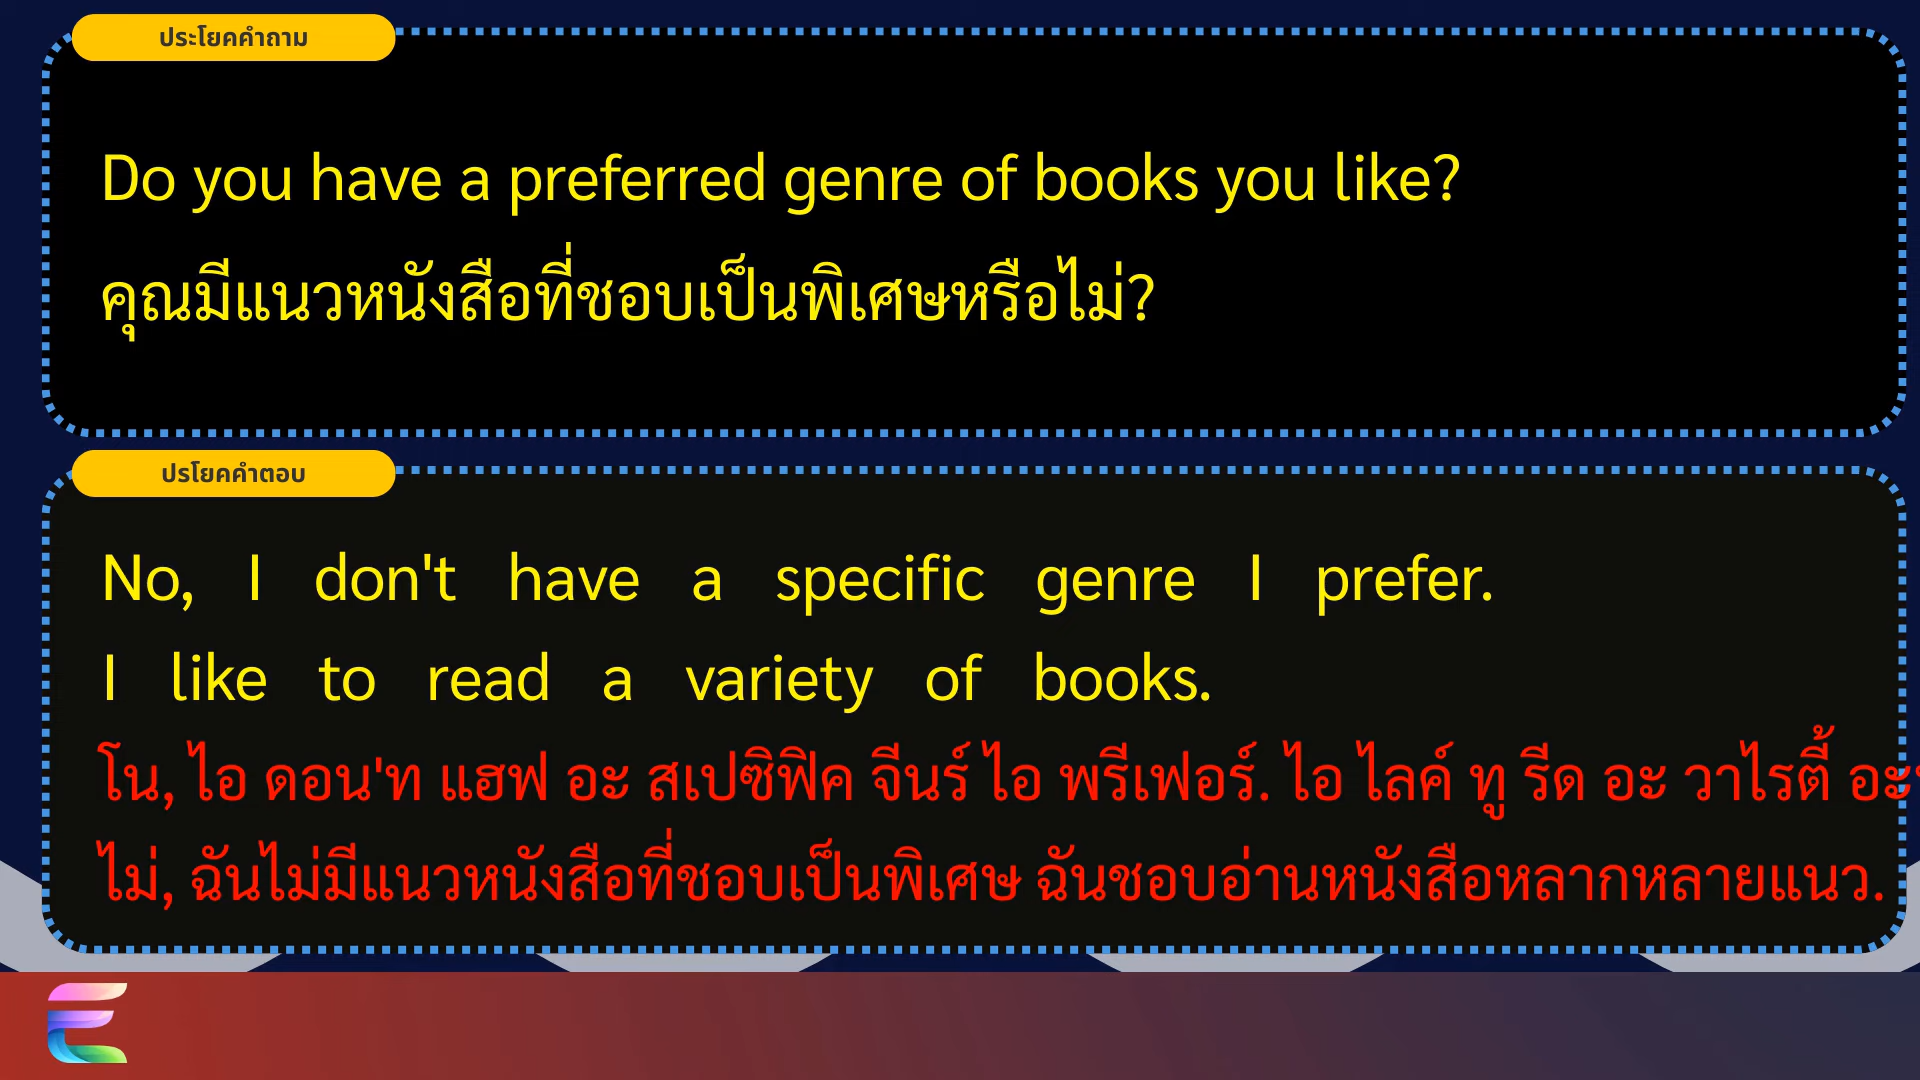 ประโยคคำถาม
Do you have a preferred genre of books you like?
คุณมีแนวหนังสือที่ชอบเป็นพิเศษหรือไม่?
ปรโยคคำตอบ
No, I don't have a specific genre I prefer.
I like to read a variety of books.
โน, ไอ ดอน'ท แฮฟ อะ สเปซิฟิค จีนร์ ไอ พรีเฟอร์. ไอ ไลค์ ทู รีด อะ วาไรตี้
ไม่, ฉันไม่มีแนวหนังสือที่ชอบเป็นพิเศษ ฉันชอบอ่านหนังสือหลากหลายแนว.